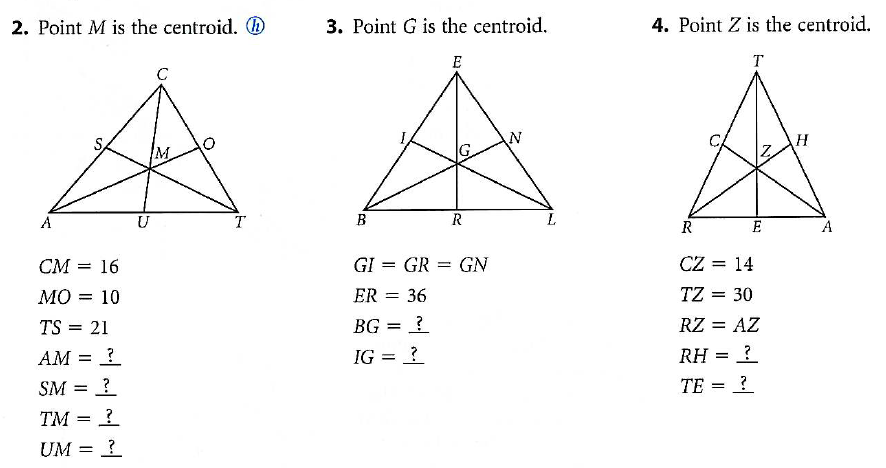 2. Point M is the centroid. ⓗ
C
S
M
O
A
U
T
CM = 16
MO = 10
TS = 21
AM = ?
SM = ?
TM = ?
UM = ?
3. Point G is the centroid.
E
I
G
N
B
R
L
GI = GR = GN
ER = 36
BG = ?
IG = ?
4. Point Z is the centroid.
T
C
Z
H
R
E
A
CZ = 14
TZ = 30
RZ = AZ
RH = ?
TE = ?